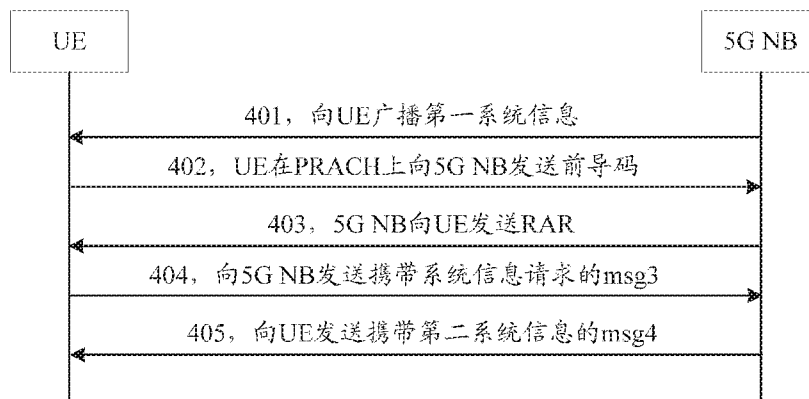 UE
5G NB
401，向UE广播第一系统信息
402，UE在PRACH上向5G NB发送前导码
403，5G NB向UE发送RAR
404，向5G NB发送携带系统信息请求的msg3
405，向UE发送携带第二系统信息的msg4